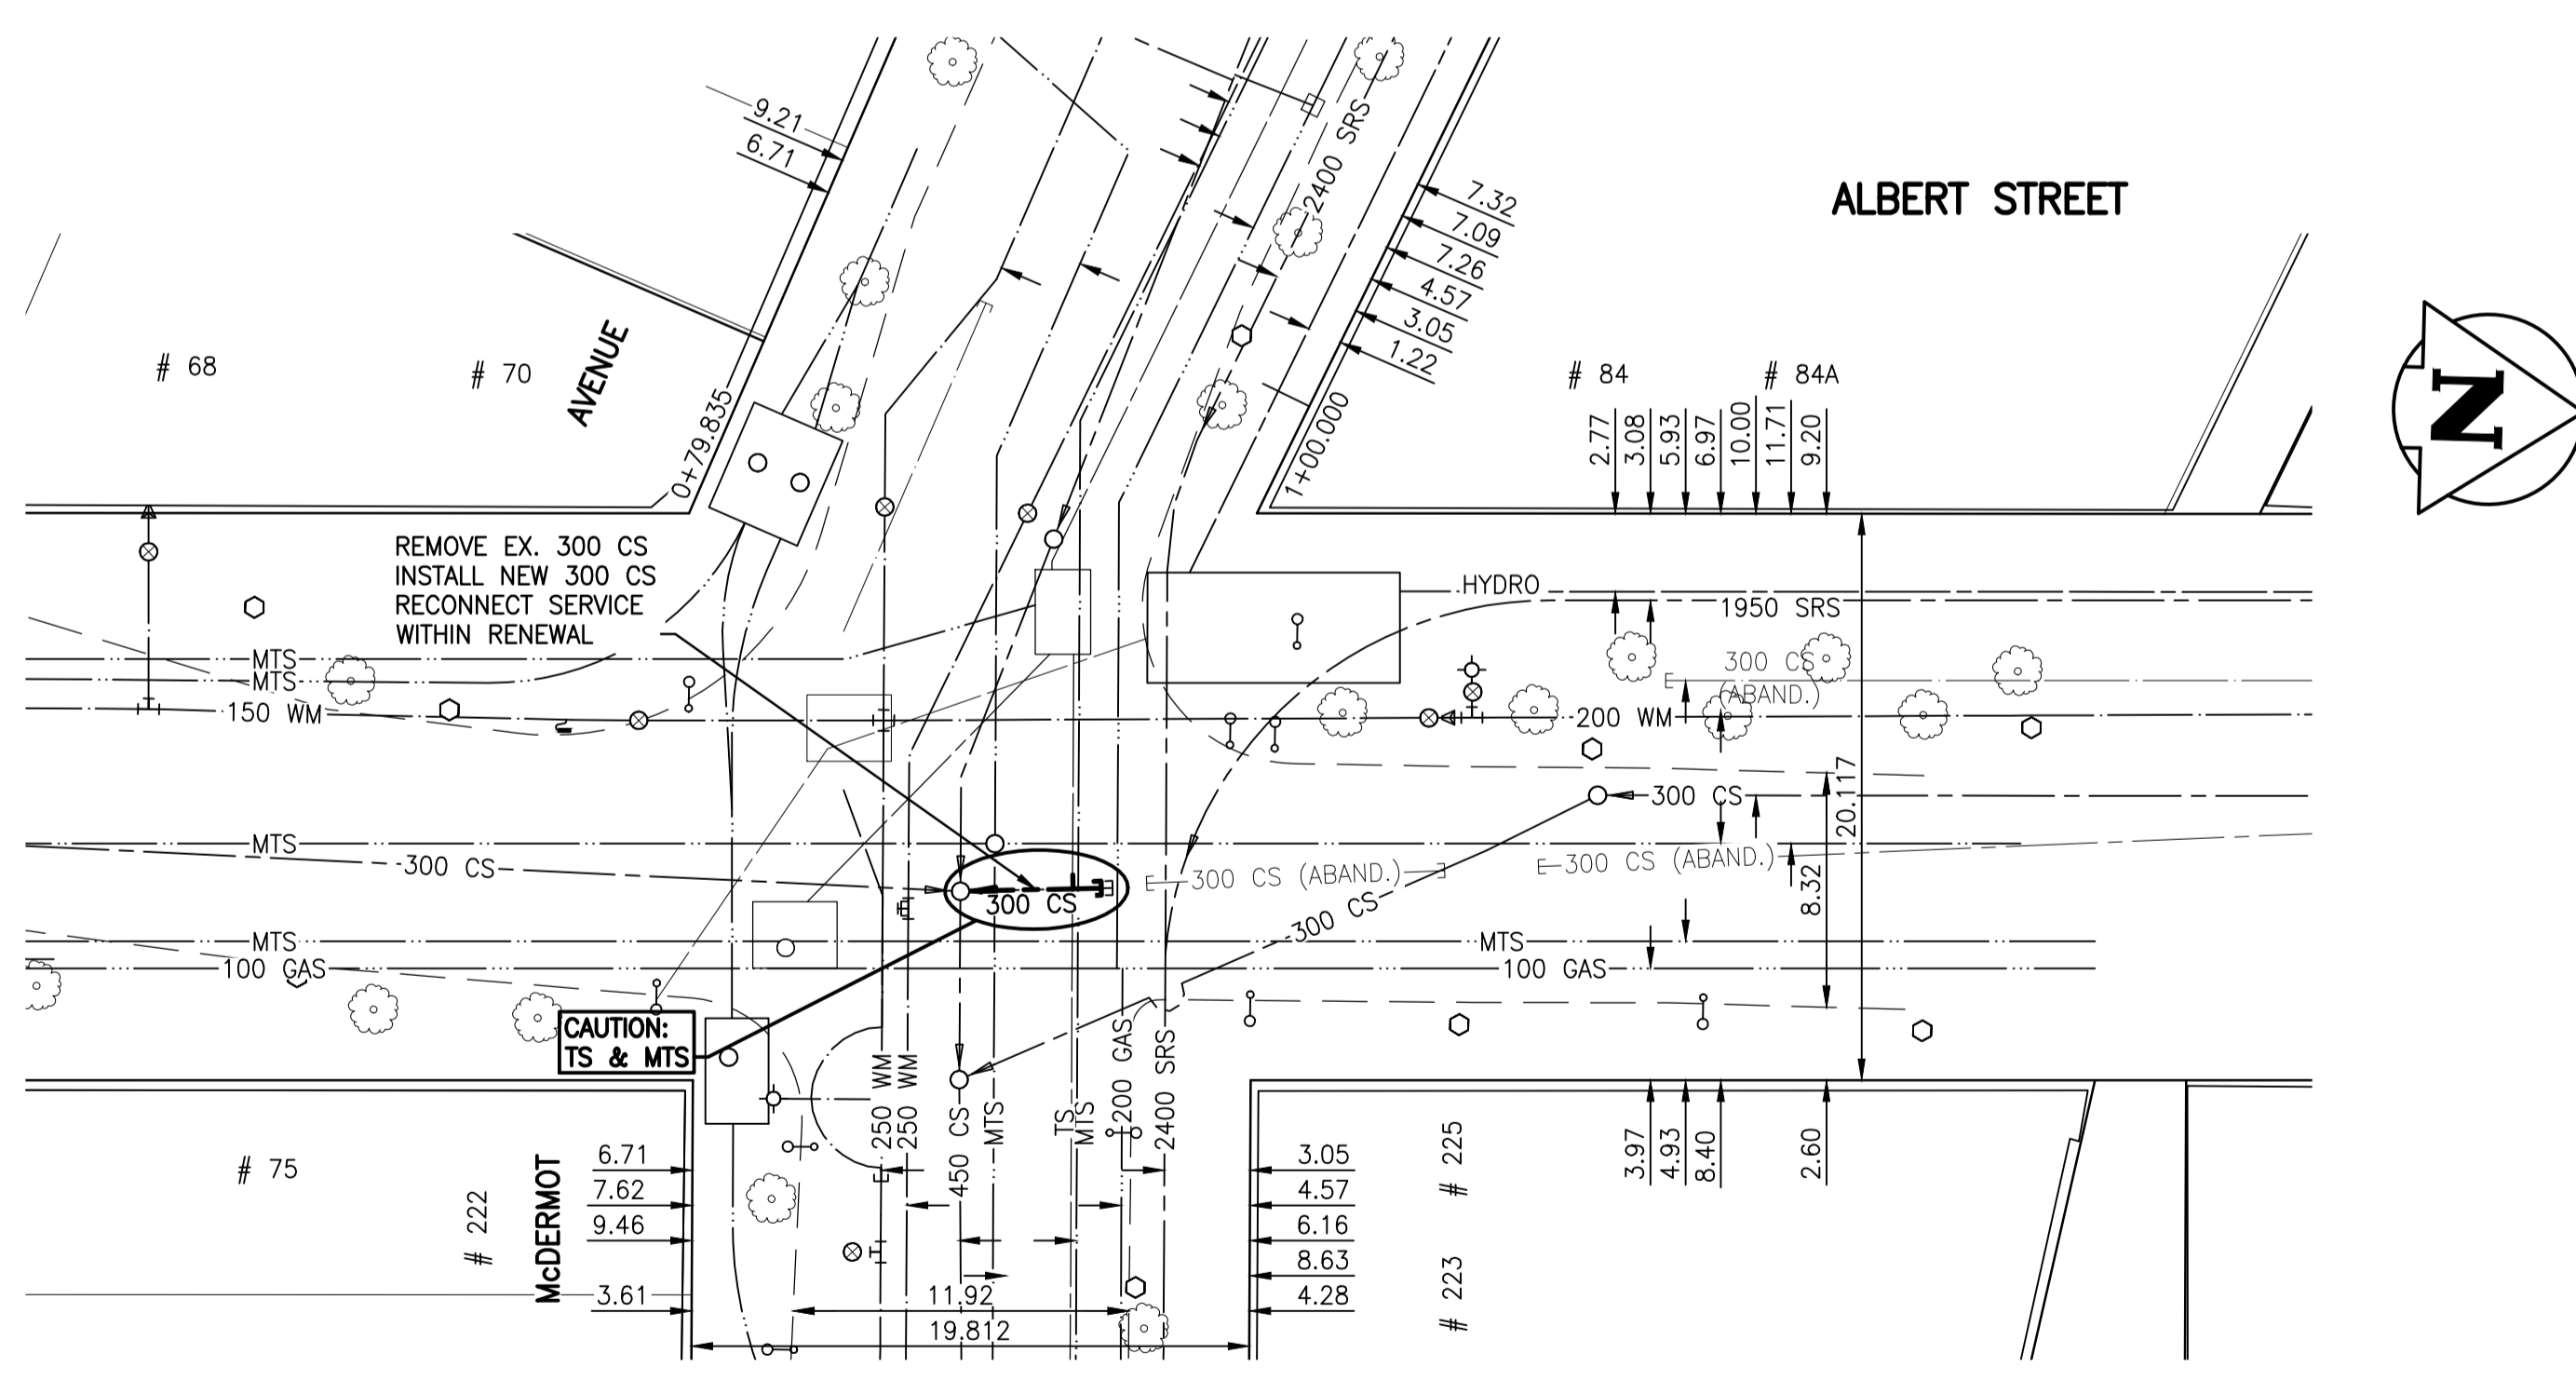 9.21
6.71
2400 SRS
7.32
7.09
7.26
4.57
3.05
1.22
ALBERT STREET
N
# 68
# 70
AVENUE
0+79.835
1+00.000
# 84
# 84A
2.77
3.08
5.93
6.97
10.00
11.71
9.20
REMOVE EX. 300 CS
INSTALL NEW 300 CS
RECONNECT SERVICE
WITHIN RENEWAL
HYDRO
1950 SRS
MTS
MTS
300 CS
(ABAND.)
150 WM
200 WM
20.117
300 CS
MTS
300 CS
300 CS (ABAND.)
300 CS (ABAND.)
8.32
300 CS
300 CS
MTS
MTS
100 GAS
100 GAS
CAUTION:
TS & MTS
250 WM
250 WM
450 CS
MTS
TS
MTS
200 GAS
2400 SRS
# 75
# 222
McDERMOT
6.71
7.62
9.46
3.61
11.92
19.812
3.05
4.57
6.16
8.63
4.28
# 225
# 223
3.97
4.93
8.40
2.60